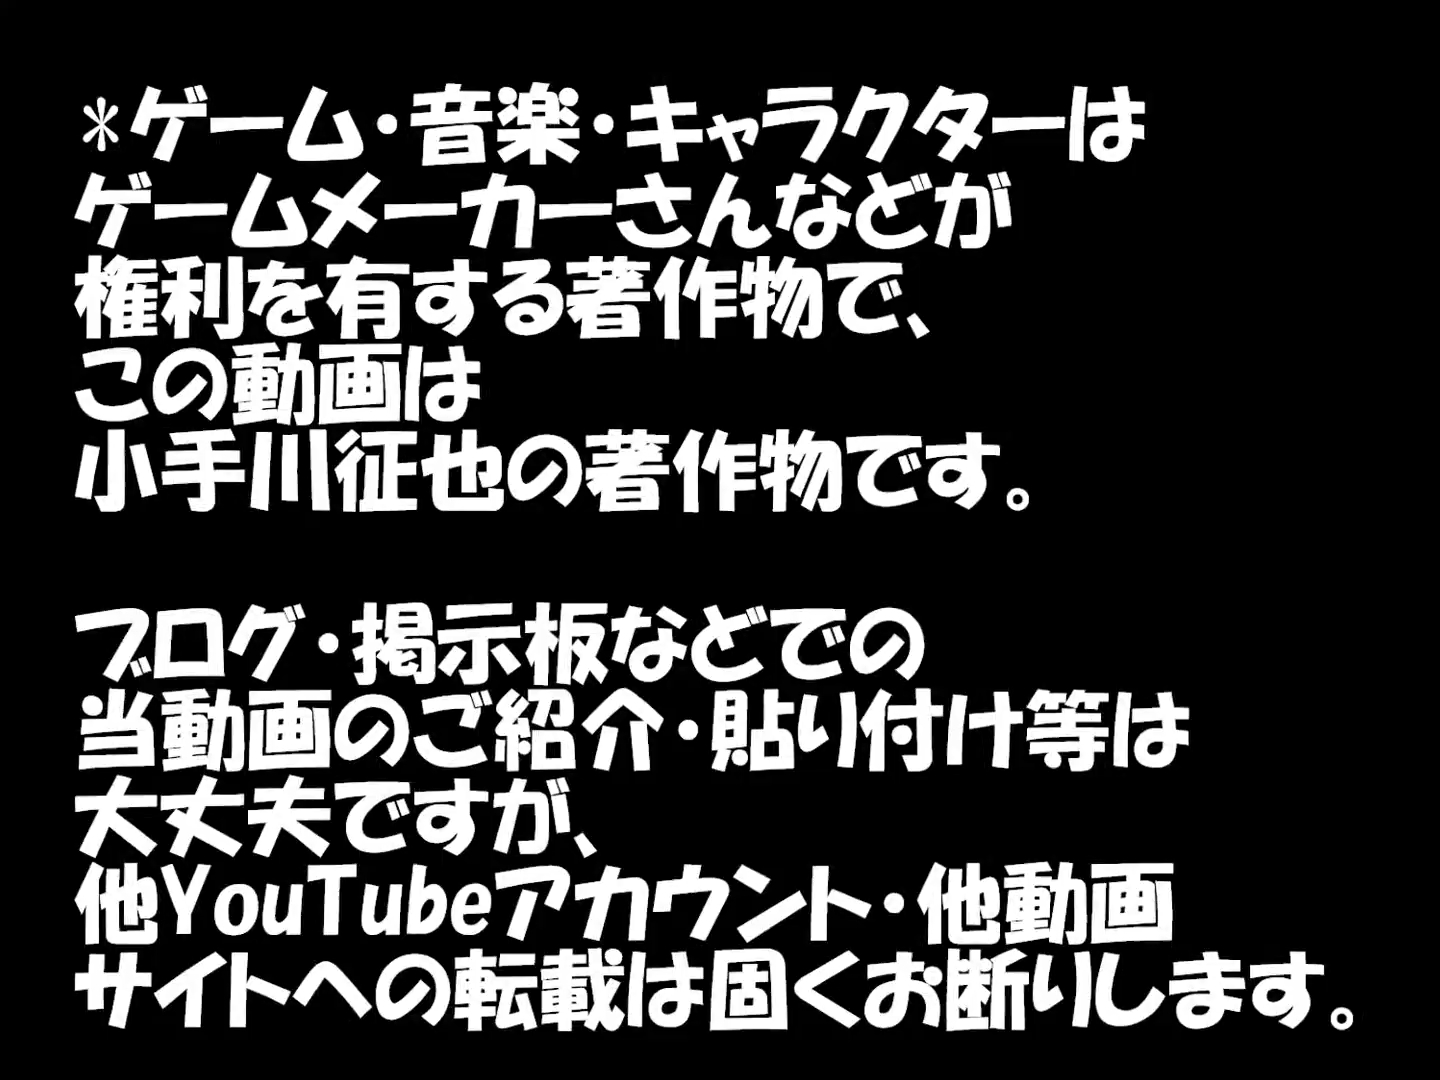 *ゲーム・音楽・キャラクターは
ゲームメーカーさんなどが
権利を有する著作物で、
この動画は
小手川征也の著作物です。
ブログ・掲示板などでの
当動画のご紹介・貼り付け等は
大丈夫ですが、
他YouTubeアカウント・他動画
サイトへの転載は固くお断りします。